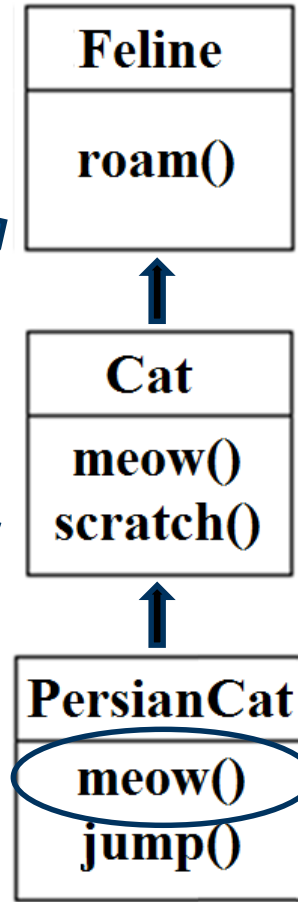 Feline
roam()
Cat
meow()
scratch()
PersianCat
meow()
jump()